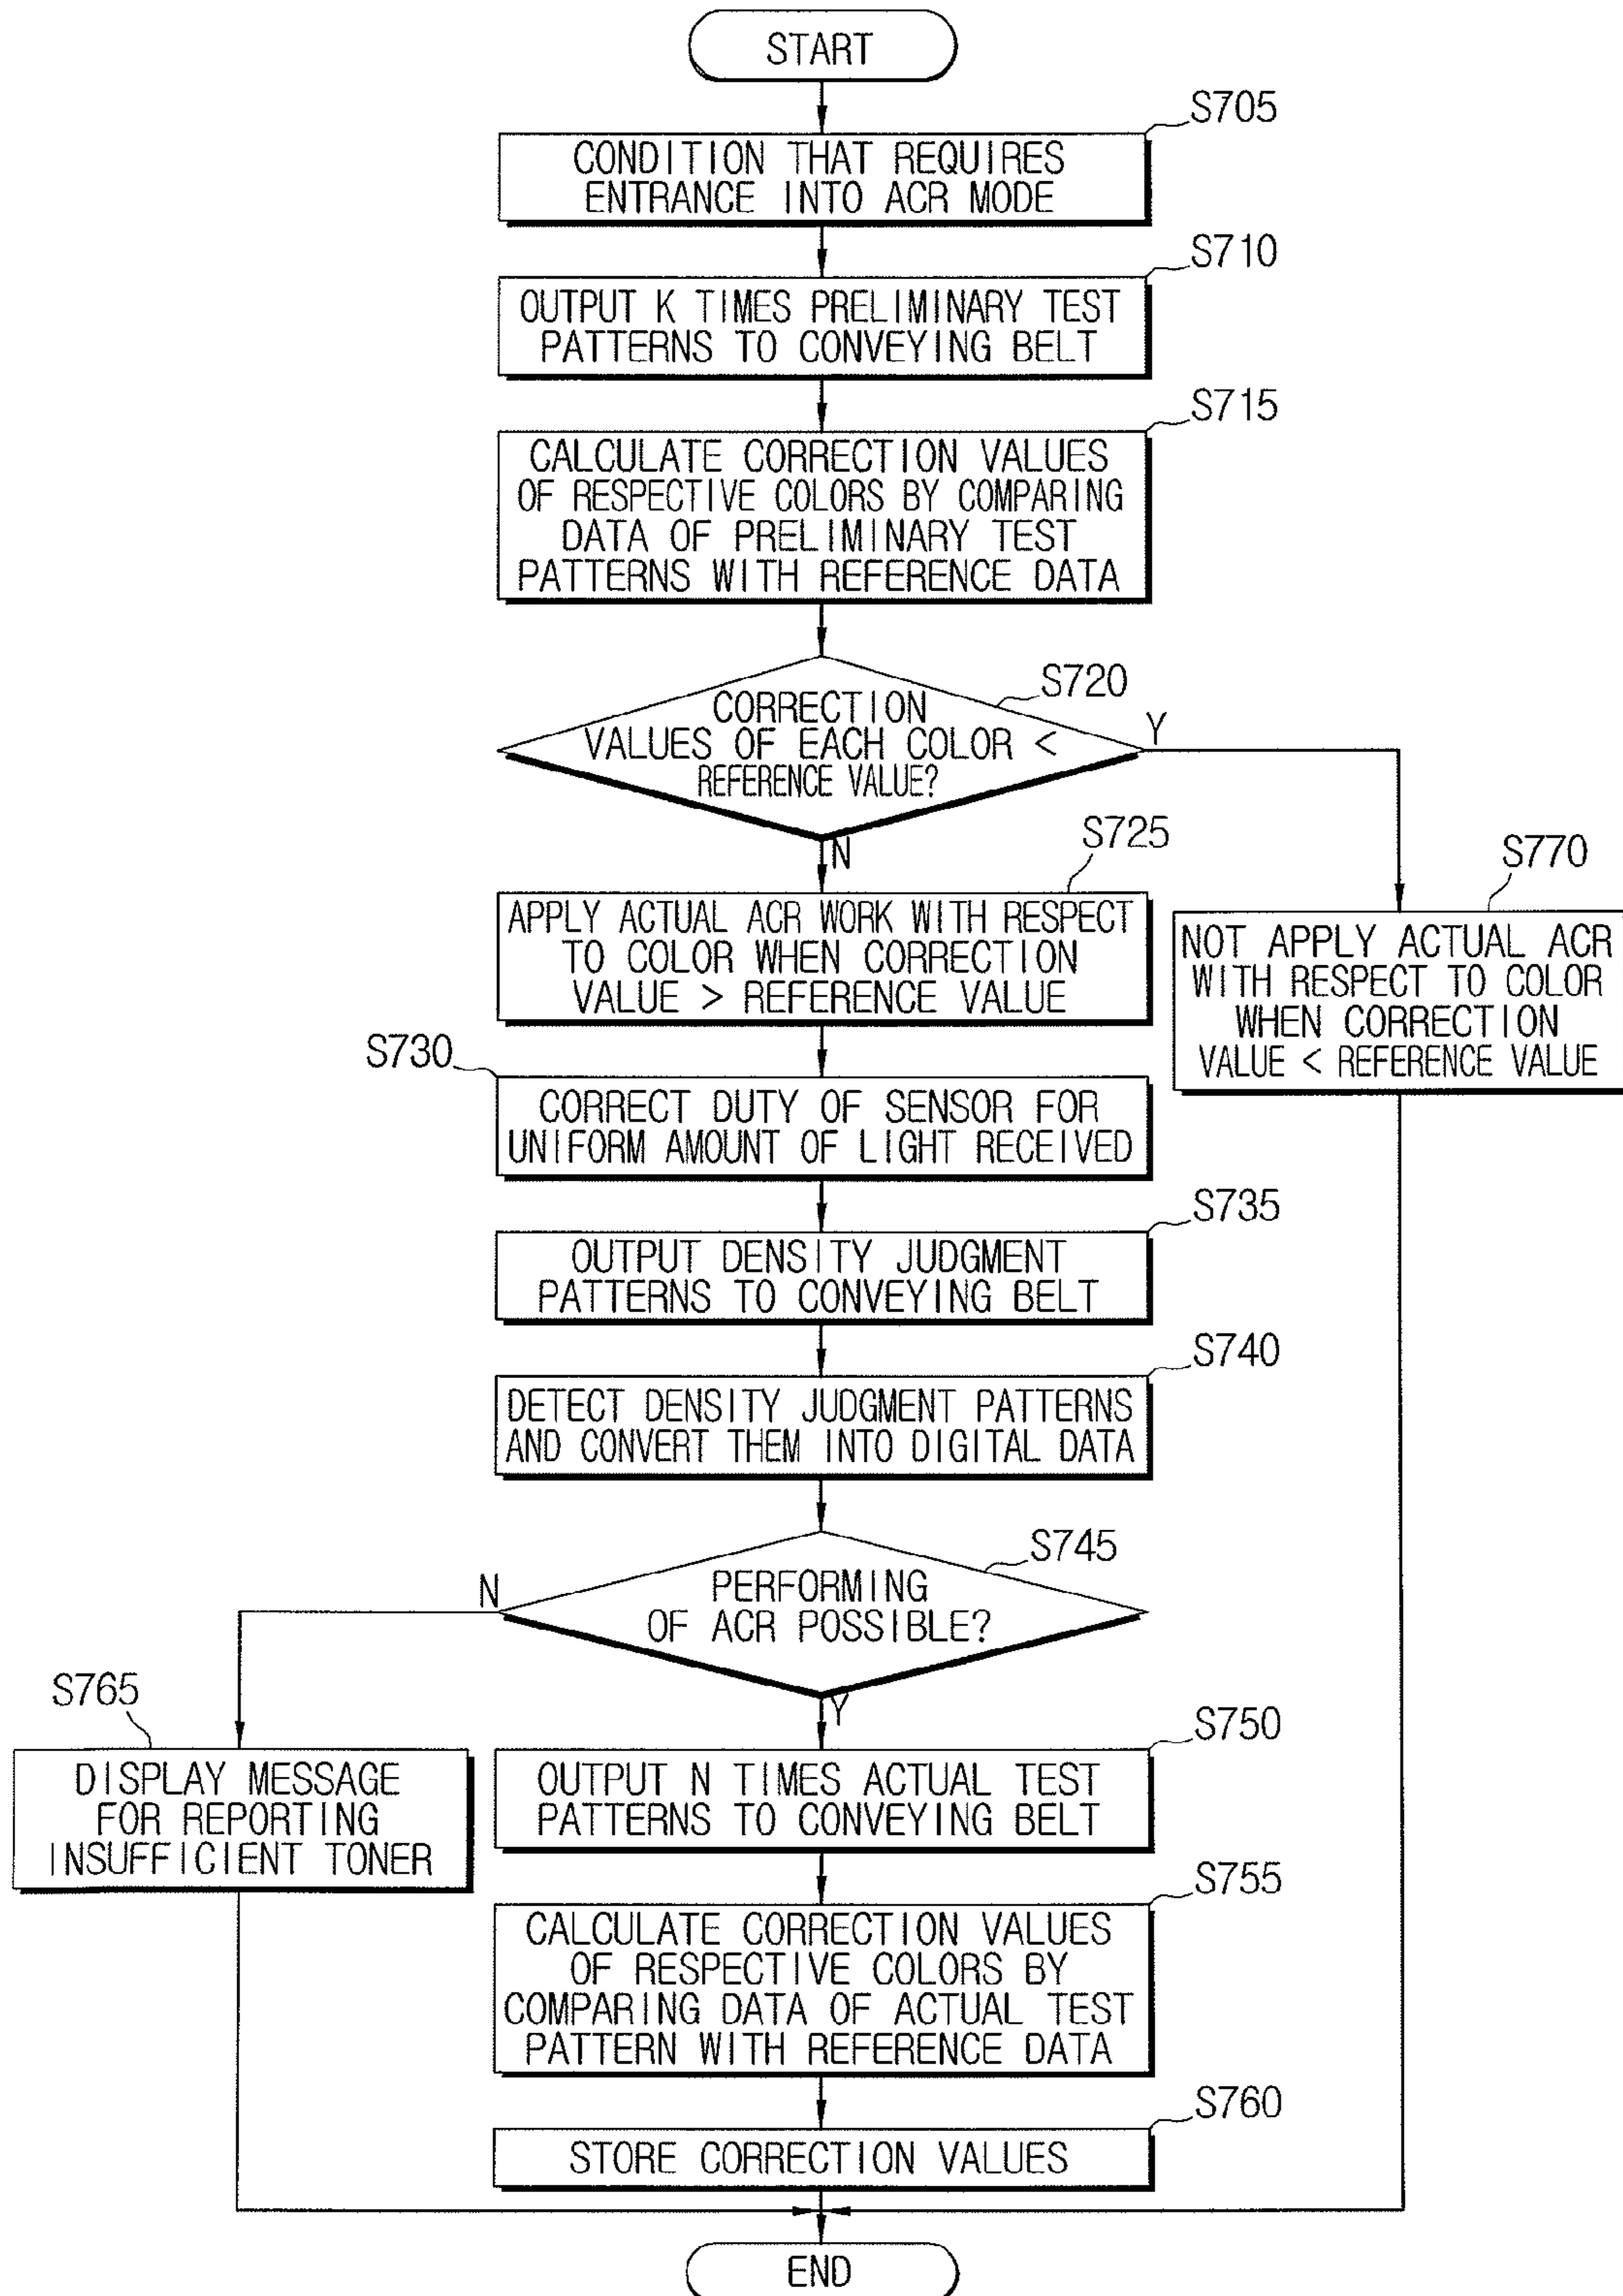 START
S705
CONDITION THAT REQUIRES
ENTRANCE INTO ACR MODE
S710
OUTPUT K TIMES PRELIMINARY TEST
PATTERNS TO CONVEYING BELT
S715
CALCULATE CORRECTION VALUES
OF RESPECTIVE COLORS BY COMPARING
DATA OF PRELIMINARY TEST
PATTERNS WITH REFERENCE DATA
S720
CORRECTION
VALUES OF EACH COLOR <
REFERENCE VALUE?
Y
N
S725
APPLY ACTUAL ACR WORK WITH RESPECT
TO COLOR WHEN CORRECTION
VALUE > REFERENCE VALUE
S770
NOT APPLY ACTUAL ACR
WITH RESPECT TO COLOR
WHEN CORRECTION
VALUE < REFERENCE VALUE
S730
CORRECT DUTY OF SENSOR FOR
UNIFORM AMOUNT OF LIGHT RECEIVED
S735
OUTPUT DENSITY JUDGMENT
PATTERNS TO CONVEYING BELT
S740
DETECT DENSITY JUDGMENT PATTERNS
AND CONVERT THEM INTO DIGITAL DATA
S745
PERFORMING
OF ACR POSSIBLE?
N
Y
S765
DISPLAY MESSAGE
FOR REPORTING
INSUFFICIENT TONER
S750
OUTPUT N TIMES ACTUAL TEST
PATTERNS TO CONVEYING BELT
S755
CALCULATE CORRECTION VALUES
OF RESPECTIVE COLORS BY
COMPARING DATA OF ACTUAL TEST
PATTERN WITH REFERENCE DATA
S760
STORE CORRECTION VALUES
END